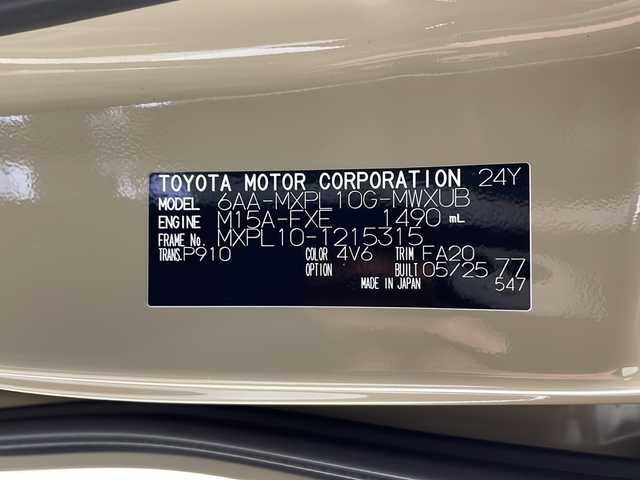 TOYOTA MOTOR CORPORATION 24Y
MODEL 6AA-MXPL10G-MWXUB
ENGINE M15A-FXE 1490 mL
FRAME No. MXPL10-1215315
TRANS. P910 COLOR 4V6 TRIM FA20
OPTION BUILT 05/25 77
MADE IN JAPAN 547